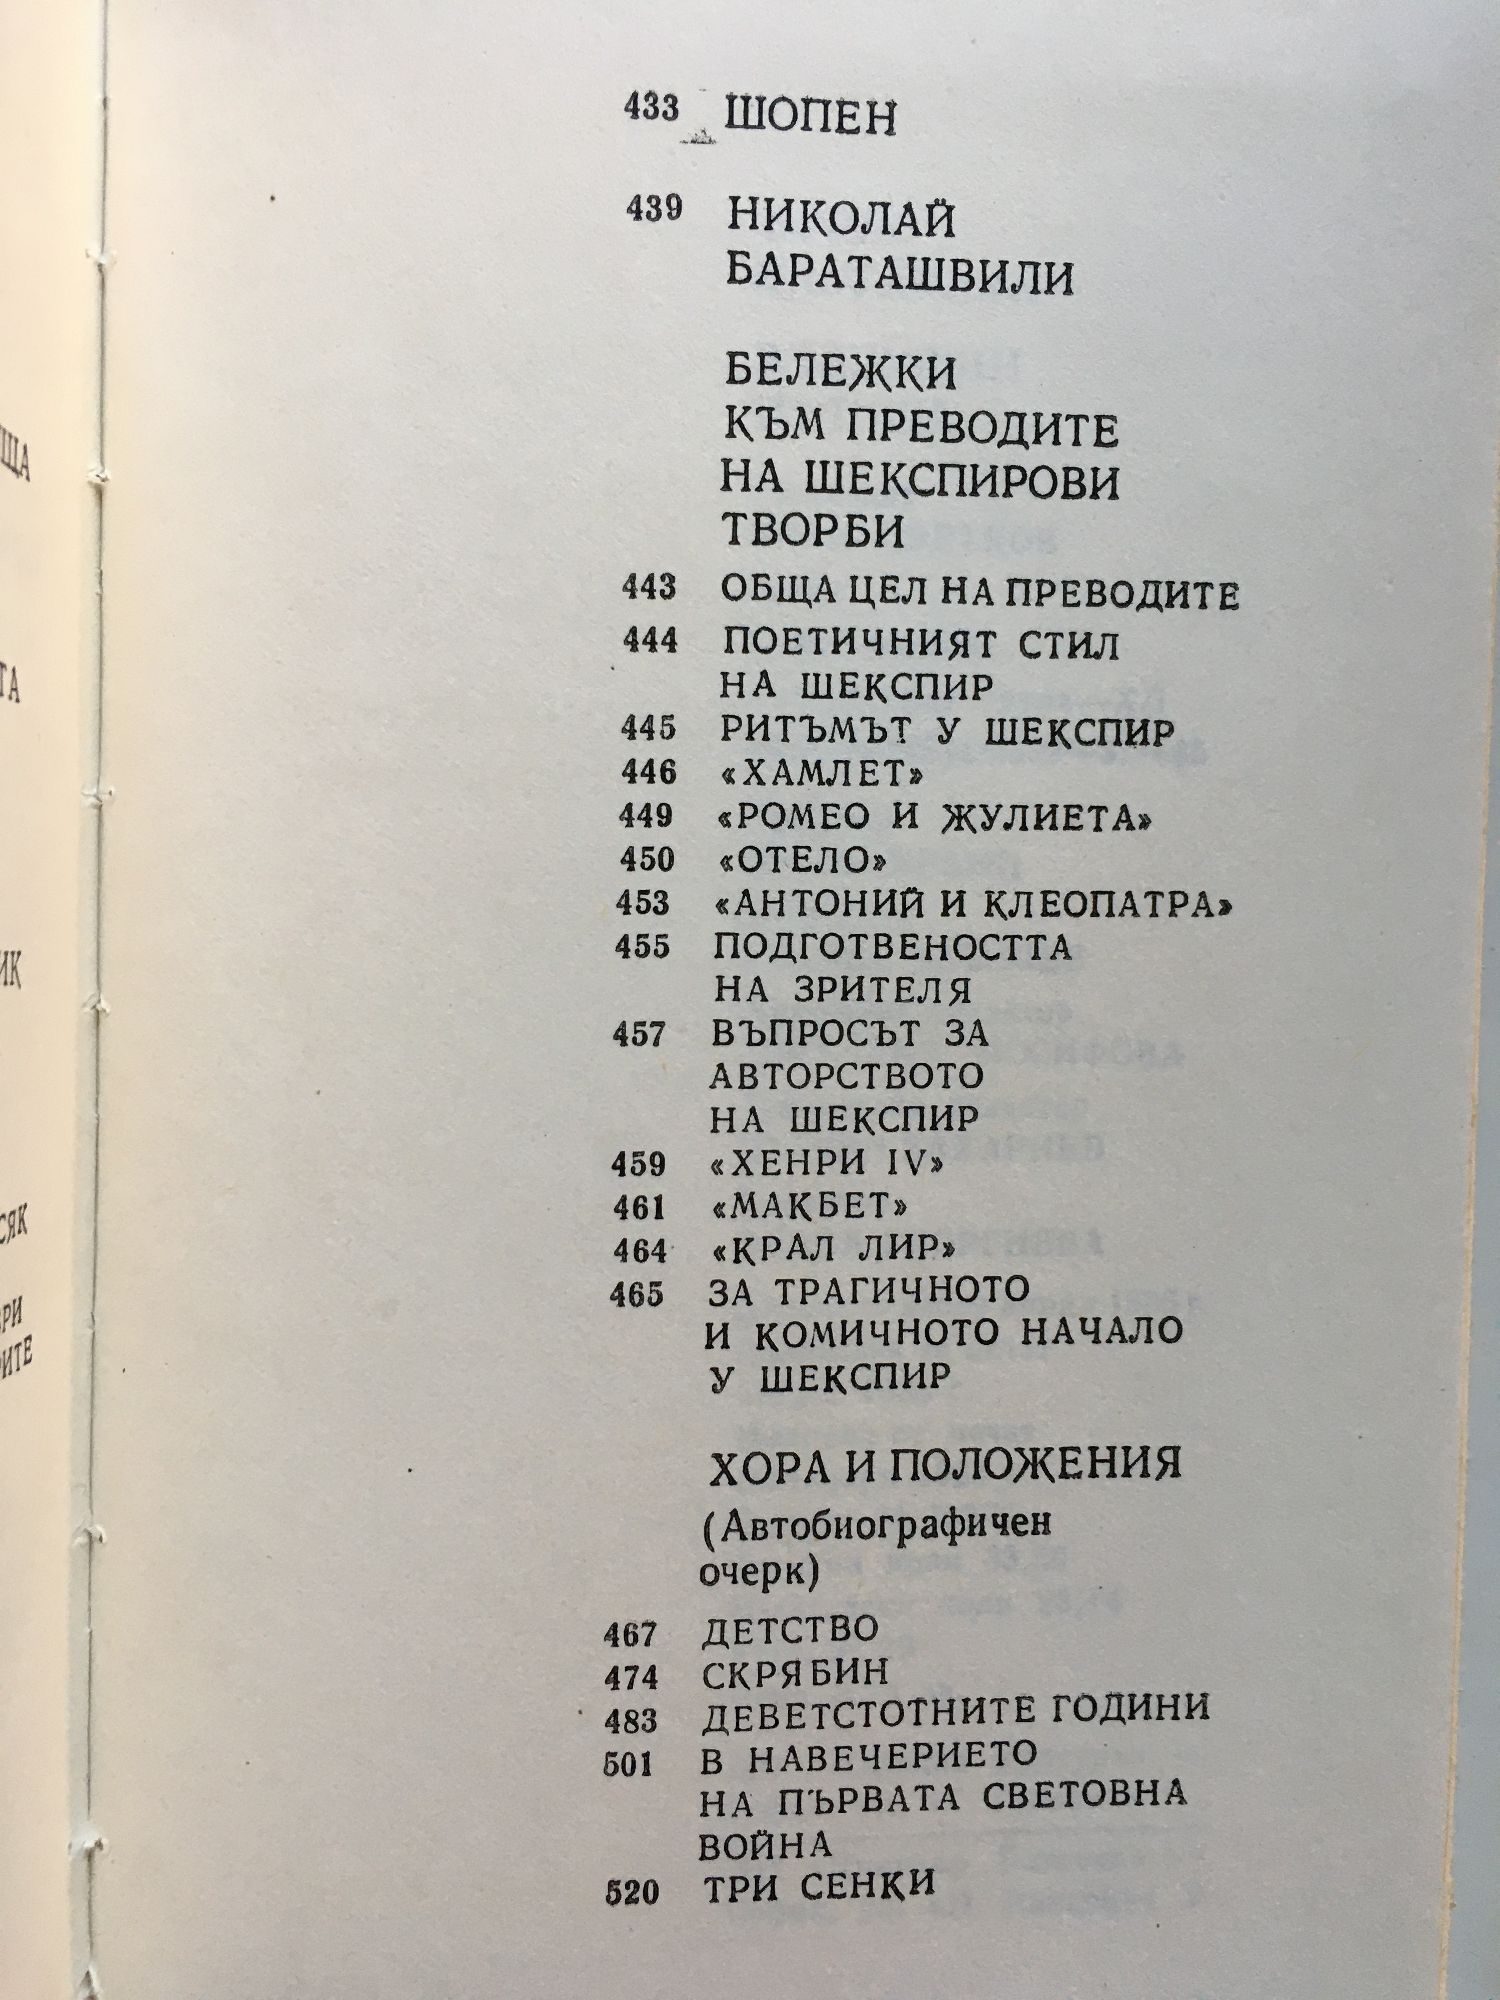 433 ШОПЕН
439 НИКОЛАЙ
БАРАТАШВИЛИ
БЕЛЕЖКИ
КЪМ ПРЕВОДИТЕ
НА ШЕКСПИРОВИ
ТВОРБИ
443 ОБЩА ЦЕЛ НА ПРЕВОДИТЕ
444 ПОЕТИЧНИЯТ СТИЛ
НА ШЕКСПИР
445 РИТЪМЪТ У ШЕКСПИР
446 «ХАМЛЕТ»
449 «РОМЕО И ЖУЛИЕТА»
450 «ОТЕЛО»
453 «АНТОНИЙ И КЛЕОПАТРА»
455 ПОДГОТВЕНОСТТА
НА ЗРИТЕЛЯ
457 ВЪПРОСЪТ ЗА
АВТОРСТВОТО
НА ШЕКСПИР
459 «ХЕНРИ IV»
461 «МАКБЕТ»
464 «КРАЛ ЛИР»
465 ЗА ТРАГИЧНОТО
И КОМИЧНОТО НАЧАЛО
У ШЕКСПИР
ХОРА И ПОЛОЖЕНИЯ
(Автобиографичен
очерк)
467 ДЕТСТВО
474 СКРЯБИН
483 ДЕВЕТСТОТНИТЕ ГОДИНИ
501 В НАВЕЧЕРИЕТО
НА ПЪРВАТА СВЕТОВНА
ВОЙНА
520 ТРИ СЕНКИ